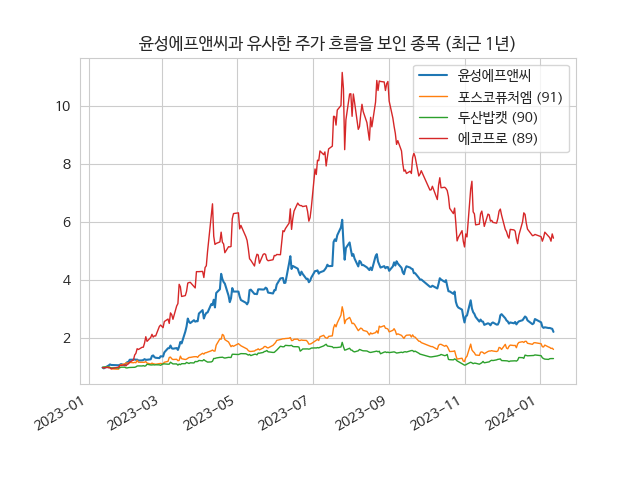 윤성에프앤씨과 유사한 주가 흐름을 보인 종목 (최근 1년)
윤성에프앤씨
포스코퓨처엠 (91)
두산밥캣 (90)
에코프로 (89)
10
8
6
4
2
2023-01
2023-03
2023-05
2023-07
2023-09
2023-11
2024-01